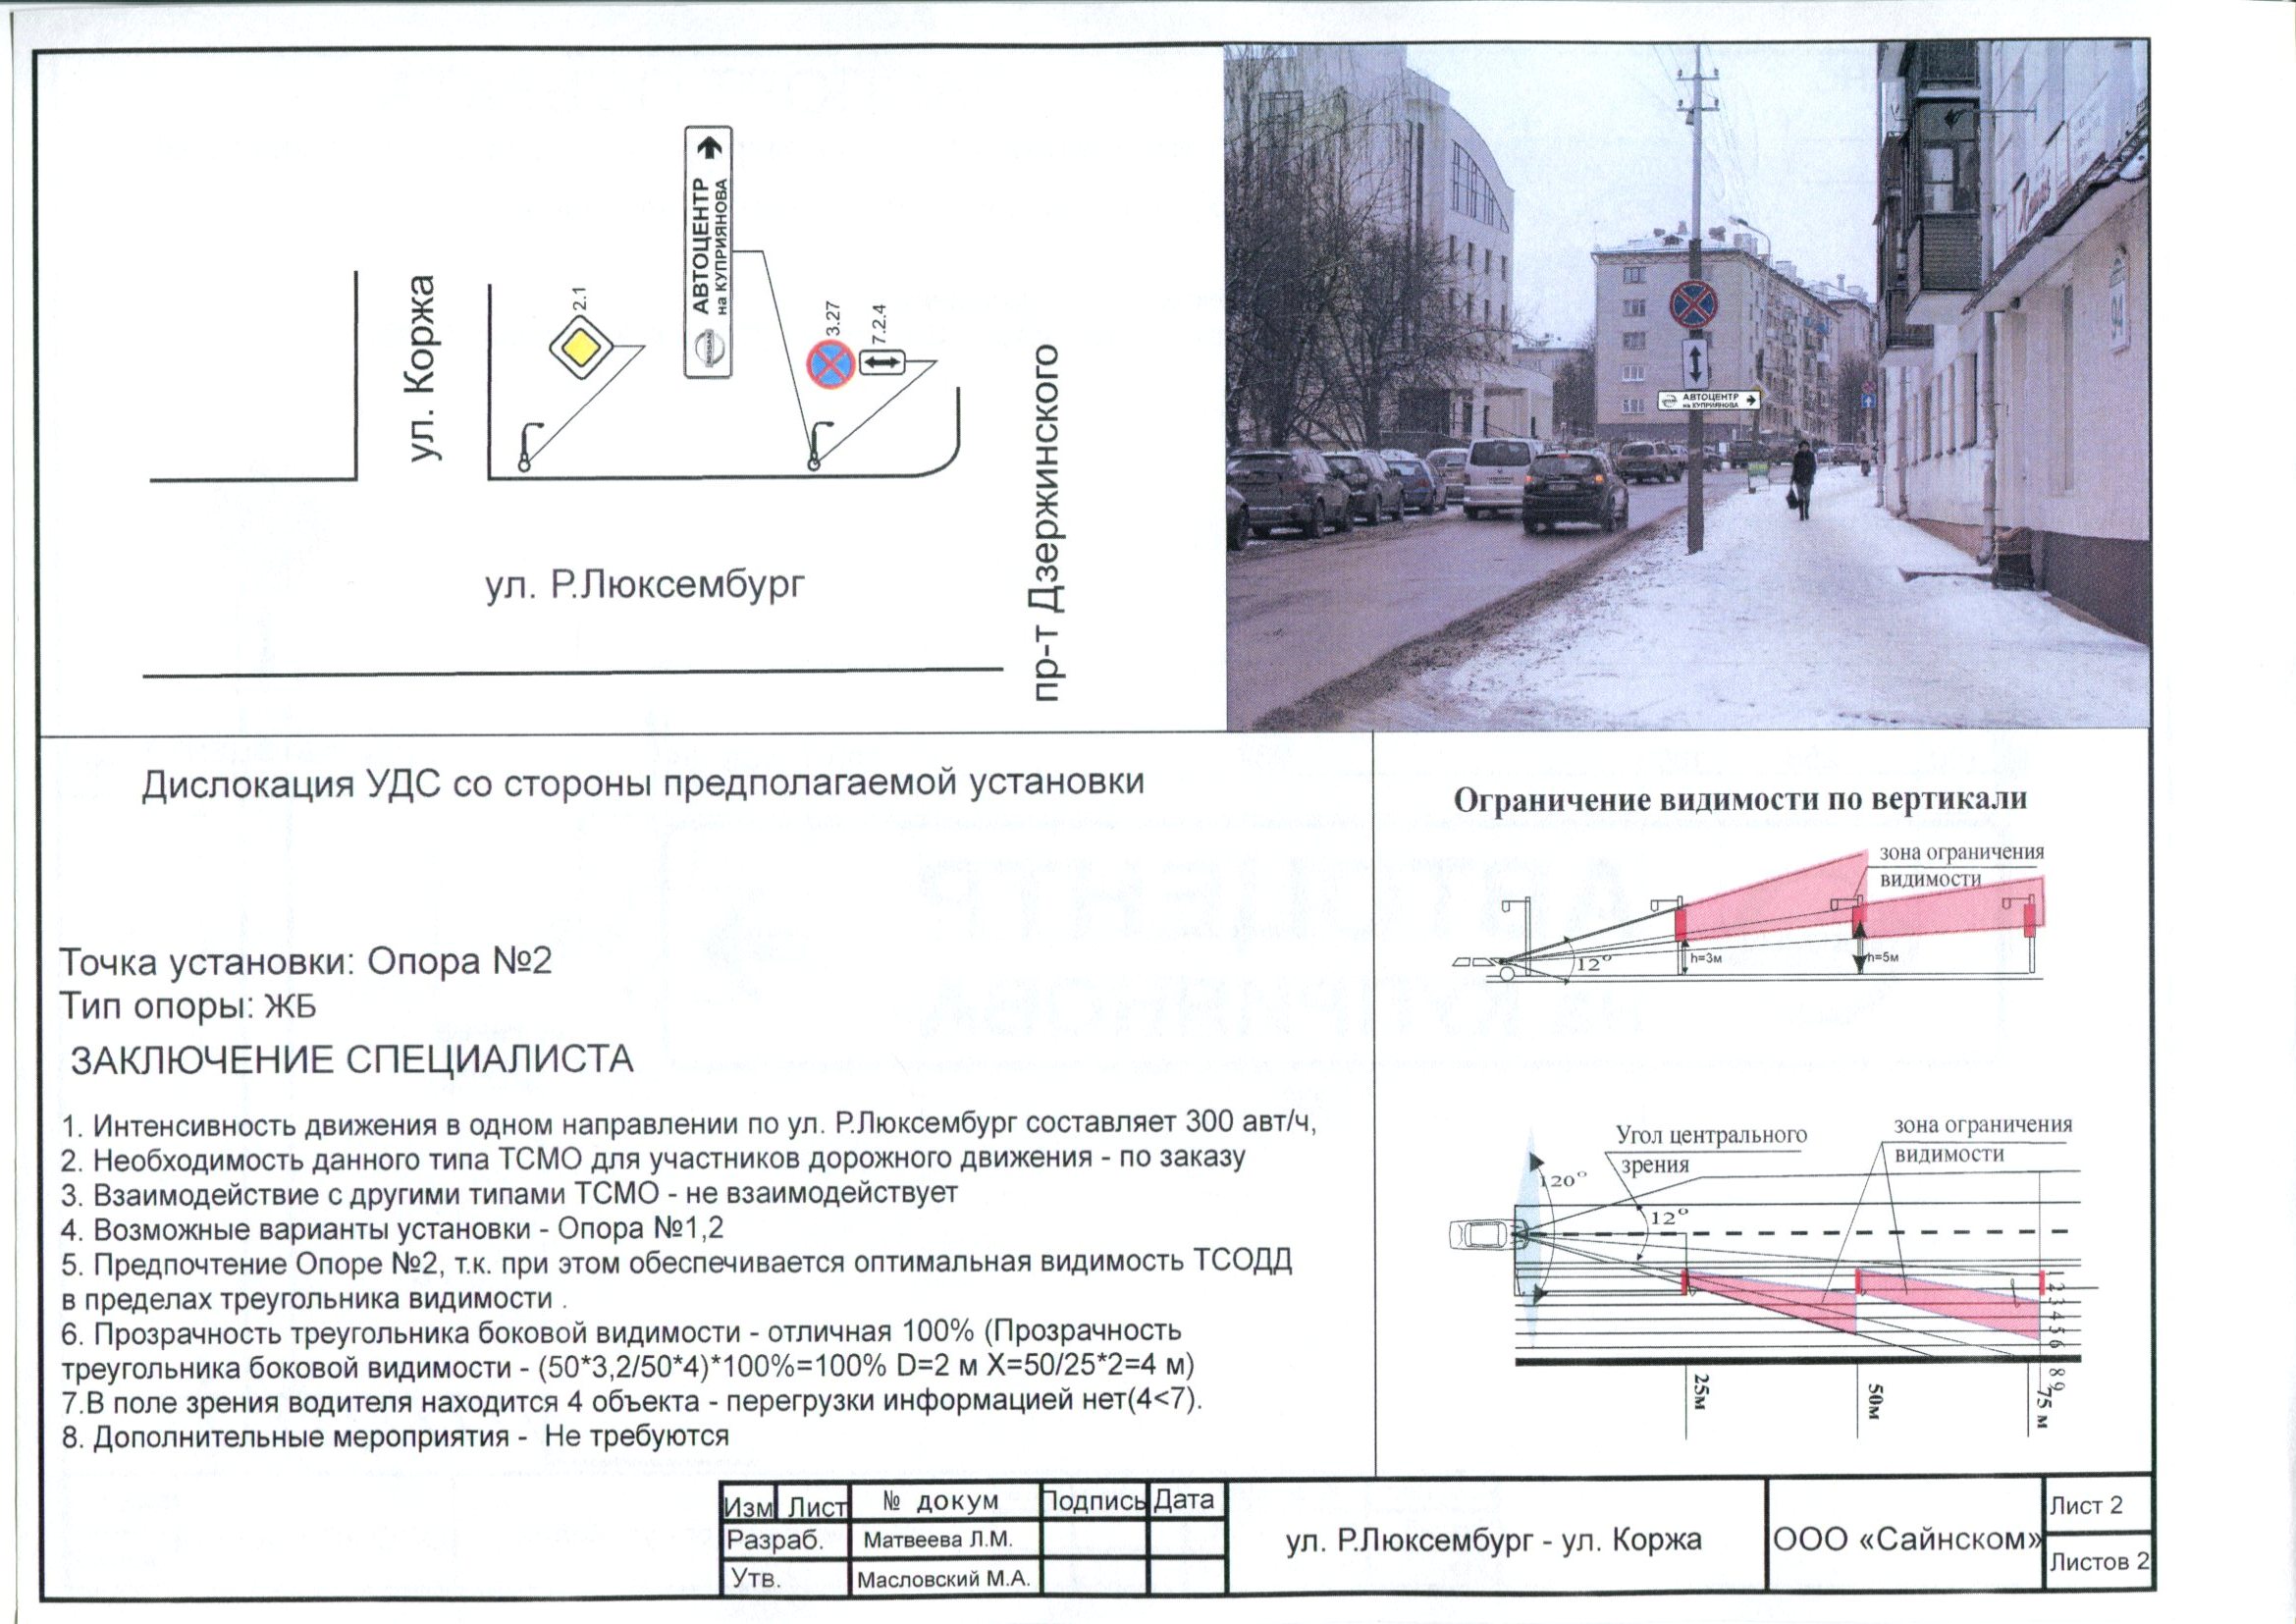 АВТОЦЕНТР
на КУПРИЯНОВА
NISSAN
2.1
3.27
7.2.4
ул. Коржа
ул. Р.Люксембург
пр-т Дзержинского
АВТОЦЕНТР
на КУПРИЯНОВА
94
Дислокация УДС со стороны предполагаемой установки
Точка установки: Опора №2
Тип опоры: ЖБ
ЗАКЛЮЧЕНИЕ СПЕЦИАЛИСТА
1. Интенсивность движения в одном направлении по ул. Р.Люксембург составляет 300 авт/ч,
2. Необходимость данного типа ТСМО для участников дорожного движения - по заказу
3. Взаимодействие с другими типами ТСМО - не взаимодействует
4. Возможные варианты установки - Опора №1,2
5. Предпочтение Опоре №2, т.к. при этом обеспечивается оптимальная видимость ТСОДД
в пределах треугольника видимости .
6. Прозрачность треугольника боковой видимости - отличная 100% (Прозрачность
треугольника боковой видимости - (50*3,2/50*4)*100%=100% D=2 м X=50/25*2=4 м)
7.В поле зрения водителя находится 4 объекта - перегрузки информацией нет(4<7).
8. Дополнительные мероприятия - Не требуются
Ограничение видимости по вертикали
зона ограничения
видимости
12°
h=3м
h=5м
Угол центрального
зрения
зона ограничения
видимости
120°
12°
2 3 4 5 6 8 9
25м
50м
75 м
Изм Лист № докум Подпись Дата
Разраб. Матвеева Л.М.
Утв. Масловский М.А.
ул. Р.Люксембург - ул. Коржа
ООО «Сайнском»
Лист 2
Листов 2